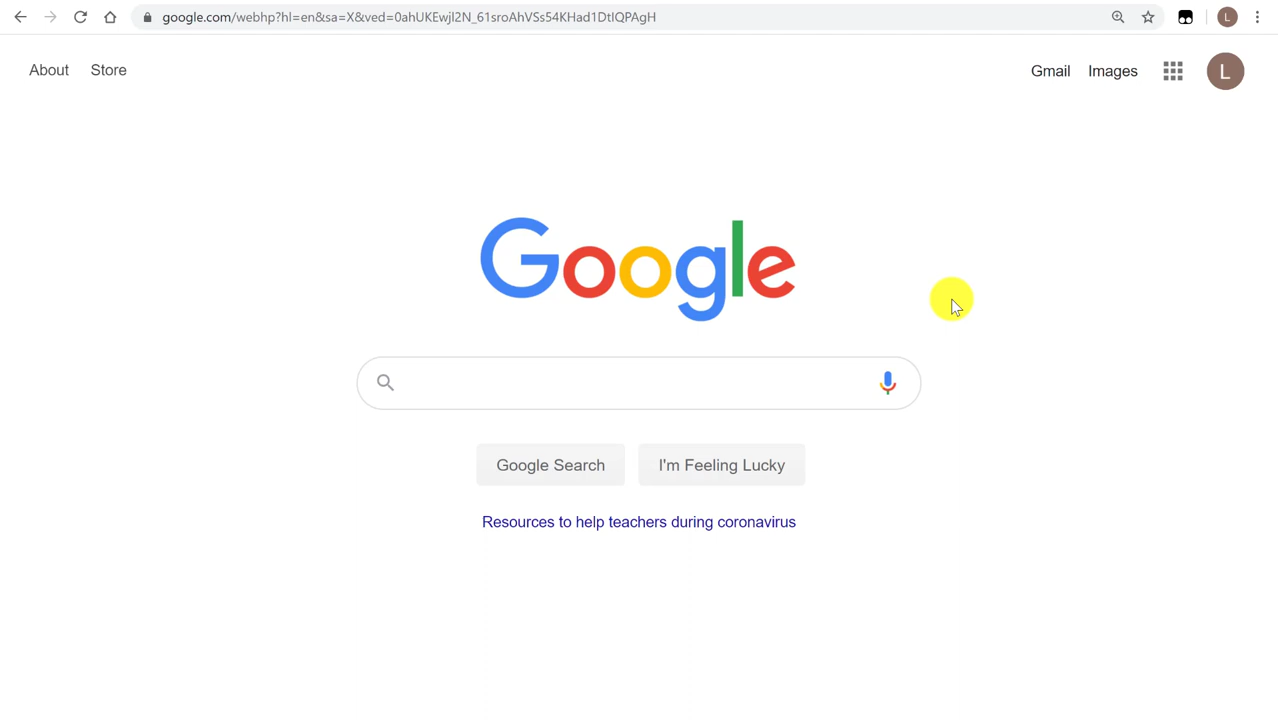 google.com/webhp?hl=en&sa=X&ved=0ahUKEwjI2N_61sroAhVSs54KHad1DtIQPAgH
L
About Store
Gmail Images
L
Google
Google Search I'm Feeling Lucky
Resources to help teachers during coronavirus